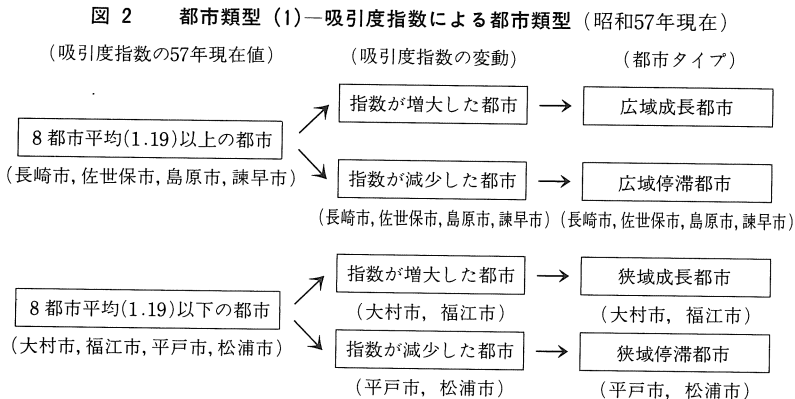 図 2 都市類型 (1)―吸引度指数による都市類型 (昭和57年現在)
(吸引度指数の57年現在値) (吸引度指数の変動) (都市タイプ)
指数が増大した都市 → 広域成長都市
8都市平均(1.19)以上の都市
(長崎市, 佐世保市, 島原市, 諫早市)
指数が減少した都市 → 広域停滞都市
(長崎市, 佐世保市, 島原市, 諫早市) (長崎市, 佐世保市, 島原市, 諫早市)
指数が増大した都市 → 狭域成長都市
(大村市, 福江市) (大村市, 福江市)
8都市平均(1.19)以下の都市
(大村市, 福江市, 平戸市, 松浦市)
指数が減少した都市 → 狭域停滞都市
(平戸市, 松浦市) (平戸市, 松浦市)